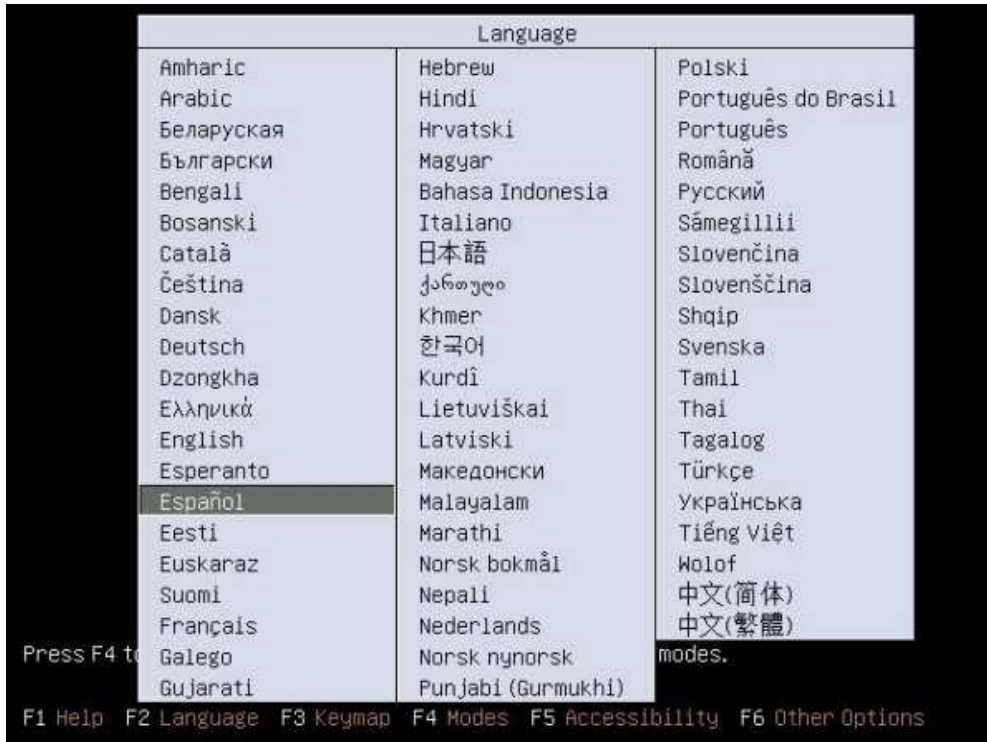 Language
Amharic
Arabic
Беларуская
Български
Bengali
Bosanski
Català
Čeština
Dansk
Deutsch
Dzongkha
Ελληνικά
English
Esperanto
Español
Eesti
Euskaraz
Suomi
Français
Galego
Gujarati
Hebrew
Hindi
Hrvatski
Magyar
Bahasa Indonesia
Italiano
日本語
ქართული
Khmer
한국어
Kurdî
Lietuviškai
Latviski
Македонски
Malayalam
Marathi
Norsk bokmål
Nepali
Nederlands
Norsk nynorsk
Punjabi (Gurmukhi)
Polski
Português do Brasil
Português
Română
Русский
Sámegillii
Slovenčina
Slovenščina
Shqip
Svenska
Tamil
Thai
Tagalog
Türkçe
Українська
Tiếng Việt
Wolof
中文(简体)
中文(繁體)
Press F4 to modes.
F1 Help F2 Language F3 Keymap F4 Modes F5 Accessibility F6 Other Options